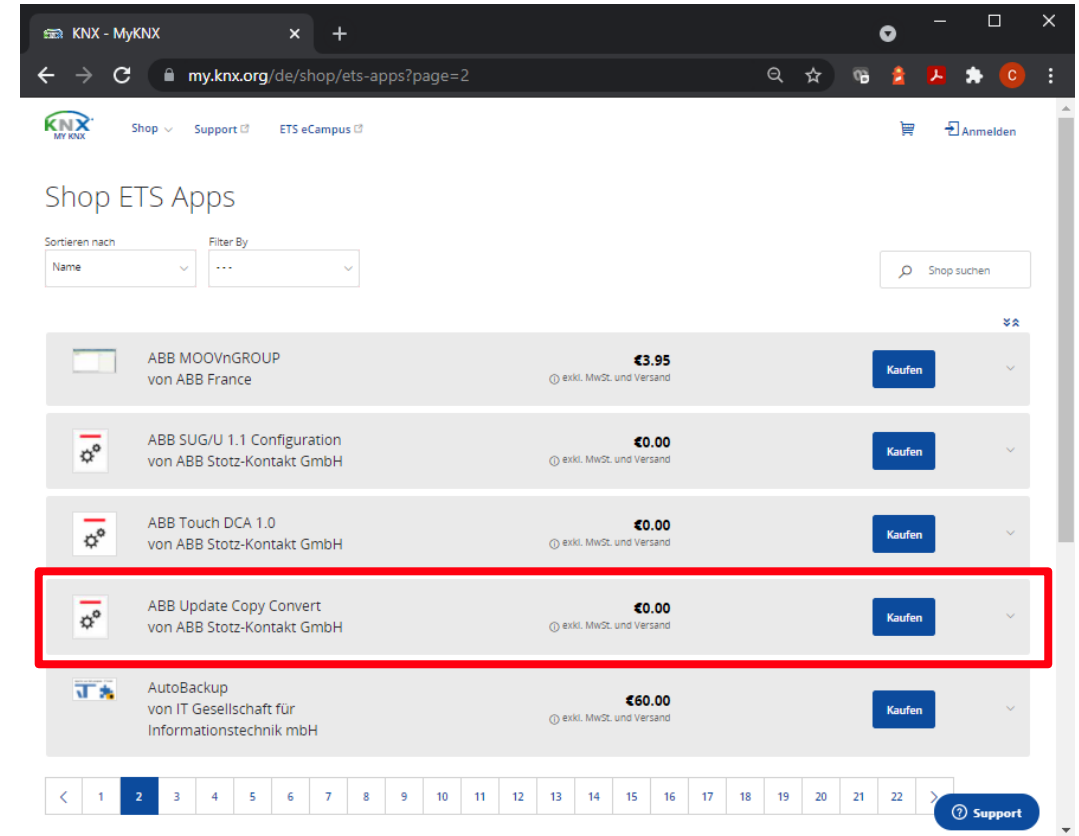 KNX - MyKNX
my.knx.org/de/shop/ets-apps?page=2
C
KNX
MY KNX
Shop
Support
ETS eCampus
Anmelden
Shop ETS Apps
Sortieren nach
Filter By
Name
---
Shop suchen
ABB MOOVnGROUP
von ABB France
€3.95
exkl. MwSt. und Versand
Kaufen
ABB SUG/U 1.1 Configuration
von ABB Stotz-Kontakt GmbH
€0.00
exkl. MwSt. und Versand
Kaufen
ABB Touch DCA 1.0
von ABB Stotz-Kontakt GmbH
€0.00
exkl. MwSt. und Versand
Kaufen
ABB Update Copy Convert
von ABB Stotz-Kontakt GmbH
€0.00
exkl. MwSt. und Versand
Kaufen
AutoBackup
von IT Gesellschaft für
Informationstechnik mbH
€60.00
exkl. MwSt. und Versand
Kaufen
< 1 2 3 4 5 6 7 8 9 10 11 12 13 14 15 16 17 18 19 20 21 22 >
Support